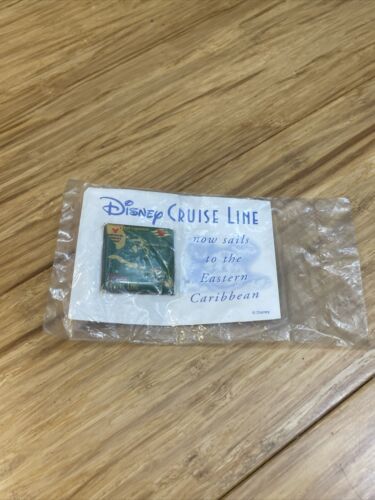 Disney Cruise Line
now sails
to the
Eastern
Caribbean
© Disney